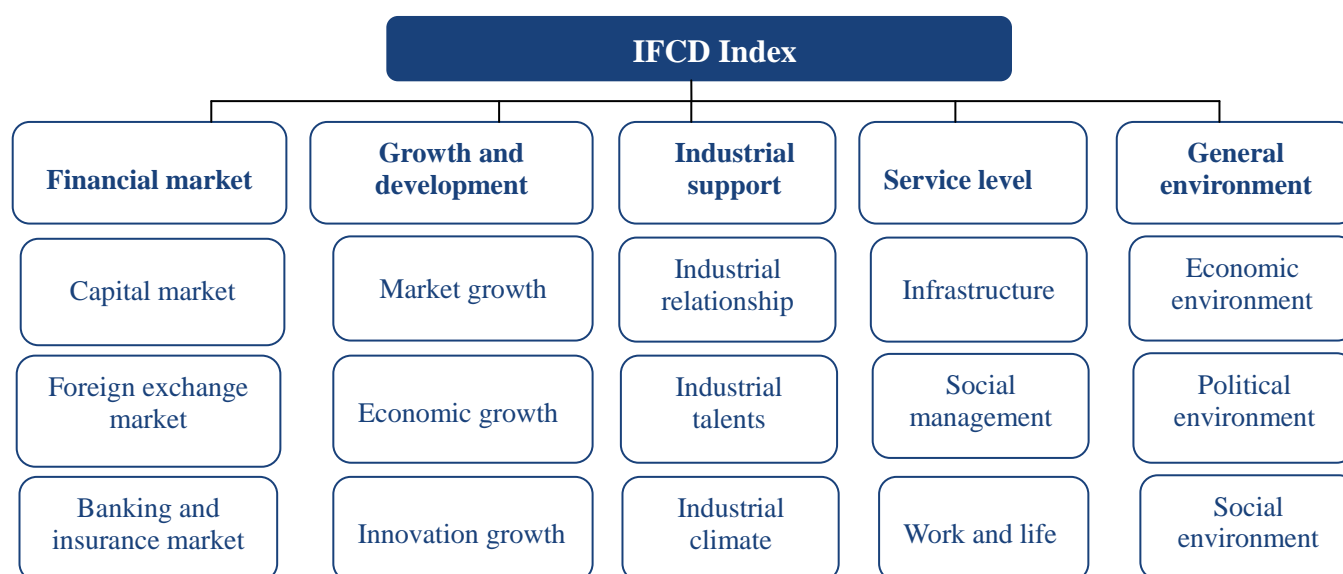 IFCD Index
Financial market
Growth and
development
Industrial
support
Service level
General
environment
Capital market
Market growth
Industrial
relationship
Infrastructure
Economic
environment
Foreign exchange
market
Economic growth
Industrial
talents
Social
management
Political
environment
Banking and
insurance market
Innovation growth
Industrial
climate
Work and life
Social
environment